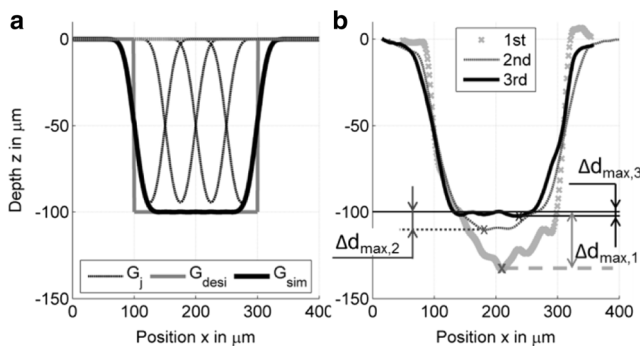 a
0
-50
-100
-150
0 100 200 300 400
Depth z in μm
Position x in μm
G_j G_desi G_sim
b
0
-50
-100
-150
0 100 200 300 400
1st
2nd
3rd
Δd_max,3
Δd_max,2
Δd_max,1
Position x in μm